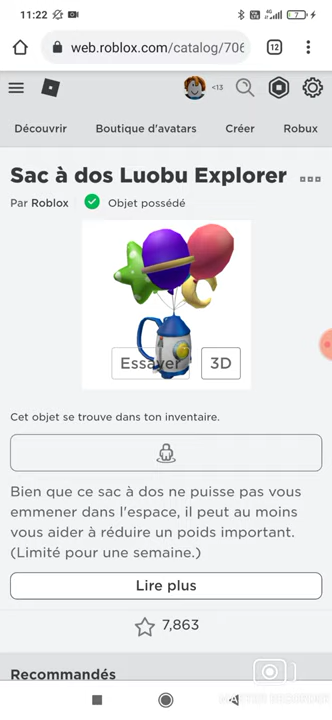 11:22
7
web.roblox.com/catalog/706
12
<13
Découvrir Boutique d'avatars Créer Robux
Sac à dos Luobu Explorer
Par Roblox Objet possédé
Essayer 3D
Cet objet se trouve dans ton inventaire.
Bien que ce sac à dos ne puisse pas vous
emmener dans l'espace, il peut au moins
vous aider à réduire un poids important.
(Limité pour une semaine.)
Lire plus
7,863
Recommandés